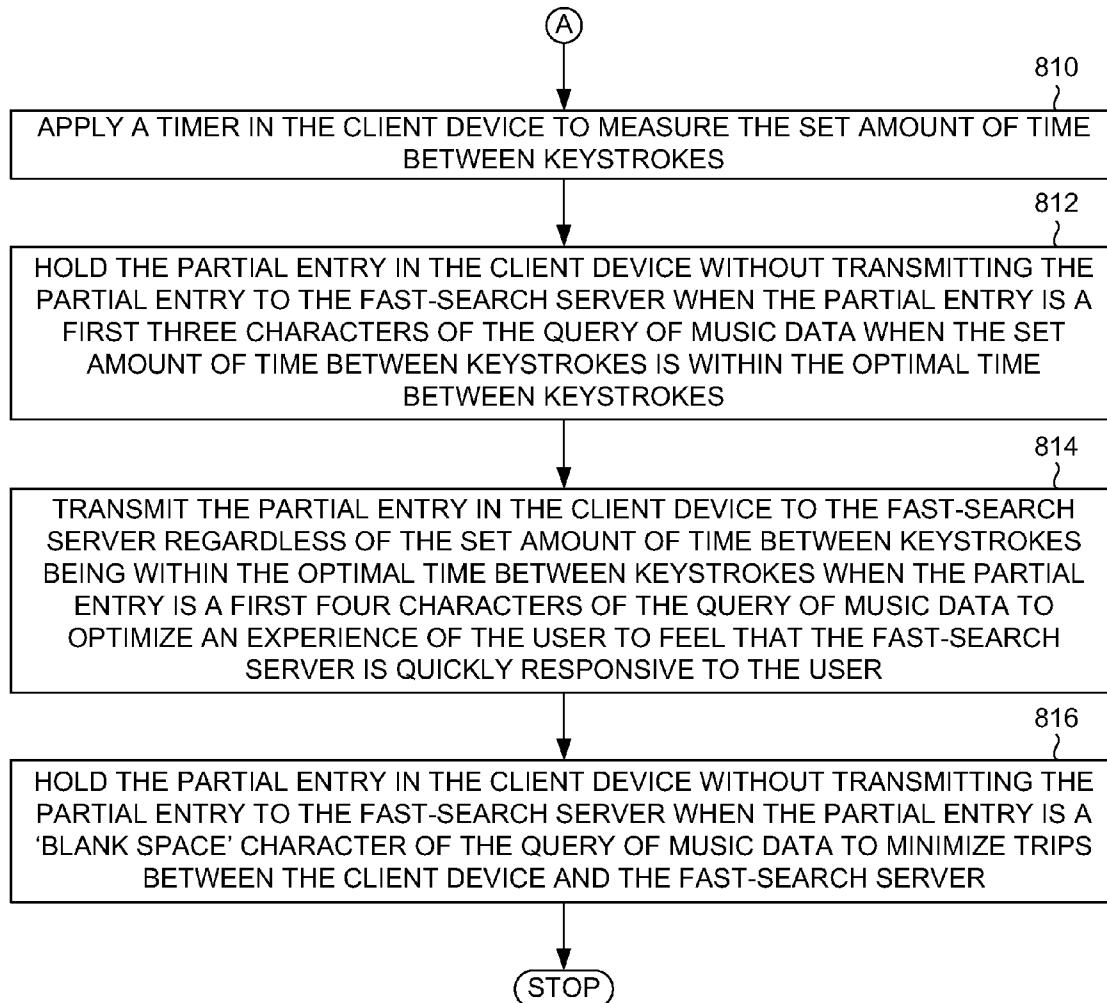 A
810
APPLY A TIMER IN THE CLIENT DEVICE TO MEASURE THE SET AMOUNT OF TIME
BETWEEN KEYSTROKES
812
HOLD THE PARTIAL ENTRY IN THE CLIENT DEVICE WITHOUT TRANSMITTING THE
PARTIAL ENTRY TO THE FAST-SEARCH SERVER WHEN THE PARTIAL ENTRY IS A
FIRST THREE CHARACTERS OF THE QUERY OF MUSIC DATA WHEN THE SET
AMOUNT OF TIME BETWEEN KEYSTROKES IS WITHIN THE OPTIMAL TIME
BETWEEN KEYSTROKES
814
TRANSMIT THE PARTIAL ENTRY IN THE CLIENT DEVICE TO THE FAST-SEARCH
SERVER REGARDLESS OF THE SET AMOUNT OF TIME BETWEEN KEYSTROKES
BEING WITHIN THE OPTIMAL TIME BETWEEN KEYSTROKES WHEN THE PARTIAL
ENTRY IS A FIRST FOUR CHARACTERS OF THE QUERY OF MUSIC DATA TO
OPTIMIZE AN EXPERIENCE OF THE USER TO FEEL THAT THE FAST-SEARCH
SERVER IS QUICKLY RESPONSIVE TO THE USER
816
HOLD THE PARTIAL ENTRY IN THE CLIENT DEVICE WITHOUT TRANSMITTING THE
PARTIAL ENTRY TO THE FAST-SEARCH SERVER WHEN THE PARTIAL ENTRY IS A
‘BLANK SPACE’ CHARACTER OF THE QUERY OF MUSIC DATA TO MINIMIZE TRIPS
BETWEEN THE CLIENT DEVICE AND THE FAST-SEARCH SERVER
STOP